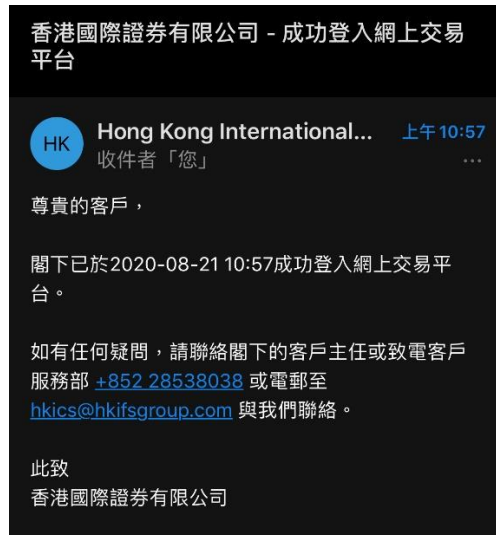 香港國際證券有限公司 - 成功登入網上交易
平台
HK
Hong Kong International...
上午10:57
收件者「您」
...
尊貴的客戶，
閣下已於2020-08-21 10:57成功登入網上交易平
台。
如有任何疑問，請聯絡閣下的客戶主任或致電客戶
服務部 +852 28538038 或電郵至
hkics@hkifsgroup.com 與我們聯絡。
此致
香港國際證券有限公司